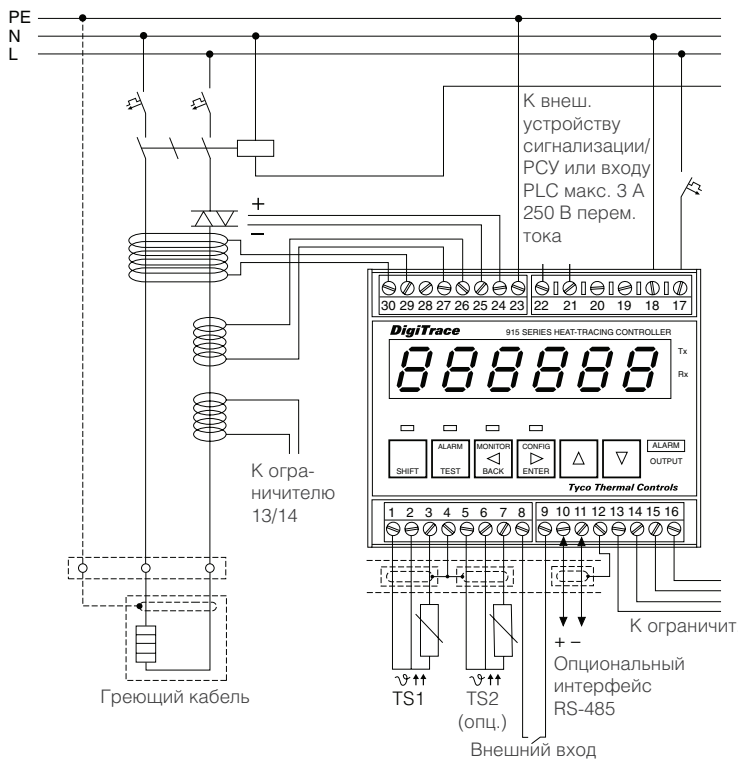 PE
N
L
К внеш.
устройству
сигнализации/
РСУ или входу
PLC макс. 3 А
250 В перем.
тока
+
–
30 29 28 27 26 25 24 23
22 21 20 19 18 17
DigiTrace
915 SERIES HEAT-TRACING CONTROLLER
888888
Tx
Rx
SHIFT
ALARM
TEST
MONITOR
BACK
CONFIG
ENTER
ALARM
OUTPUT
Tyco Thermal Controls
К огра-
ничителю
13/14
1 2 3 4 5 6 7 8
9 10 11 12 13 14 15 16
К ограничит
+ –
Опциональный
интерфейс
RS-485
TS1
TS2
(опц.)
Внешний вход
Греющий кабель